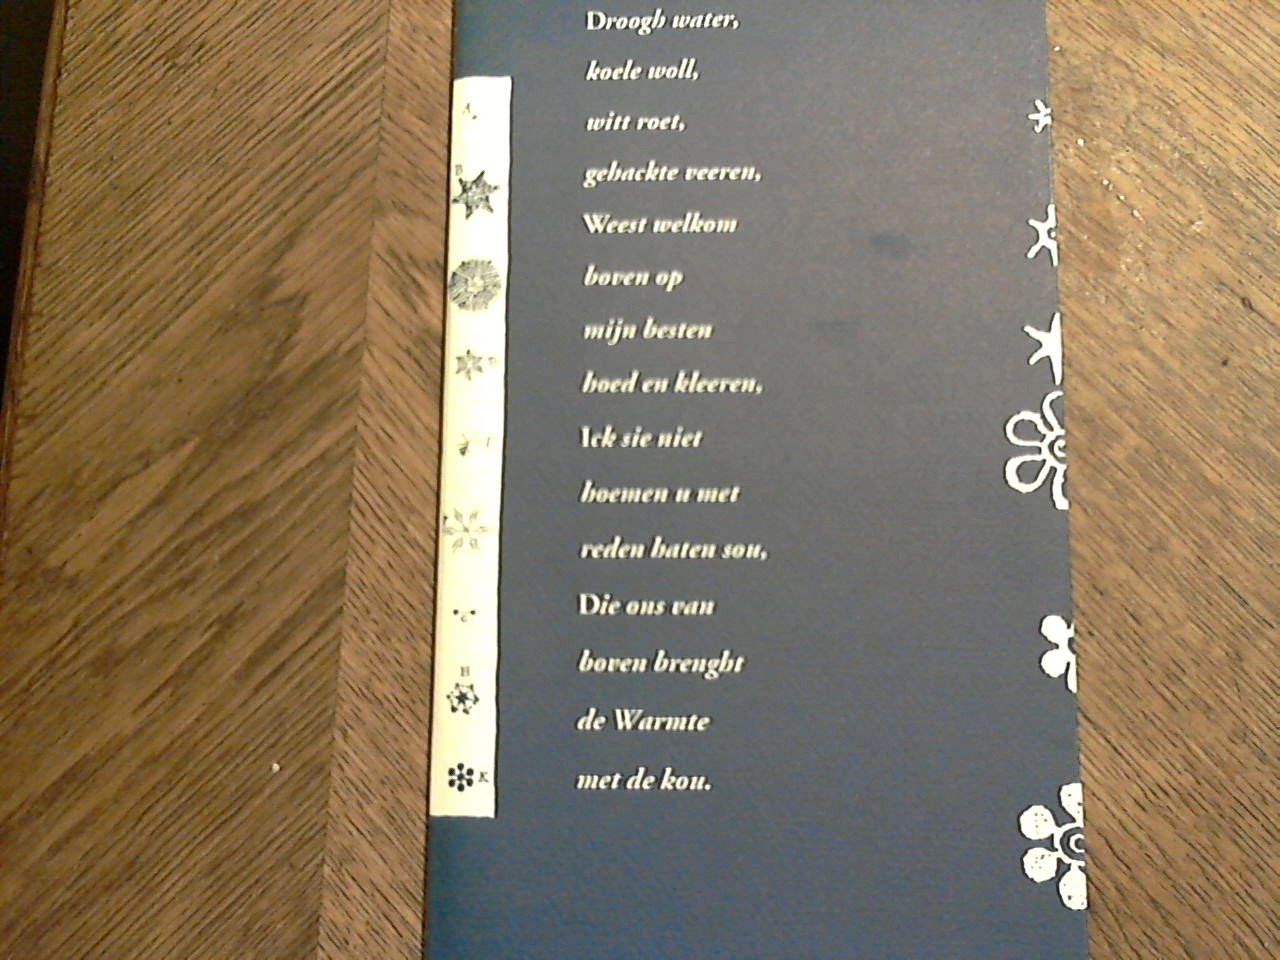 Droogh water,
koele woll,
witt roet,
gehackte veeren,
Weest welkom
boven op
mijn besten
hoed en kleeren,
Ick sie niet
hoemen u met
reden haten sou,
Die ons van
boven brenght
de Warmte
met de kou.
A
B
D
F
G
H
K